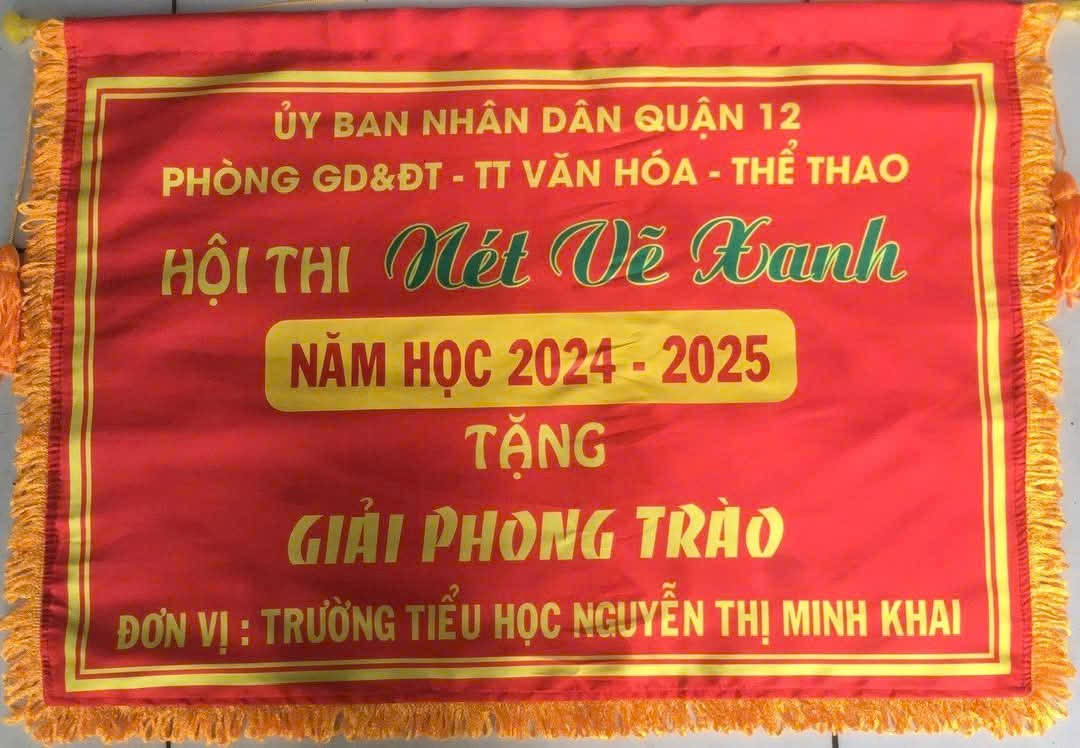 ỦY BAN NHÂN DÂN QUẬN 12
PHÒNG GD&ĐT - TT VĂN HÓA - THỂ THAO
HỘI THI Nét Vẽ Xanh
NĂM HỌC 2024 - 2025
TẶNG
GIẢI PHONG TRÀO
ĐƠN VỊ : TRƯỜNG TIỂU HỌC NGUYỄN THỊ MINH KHAI